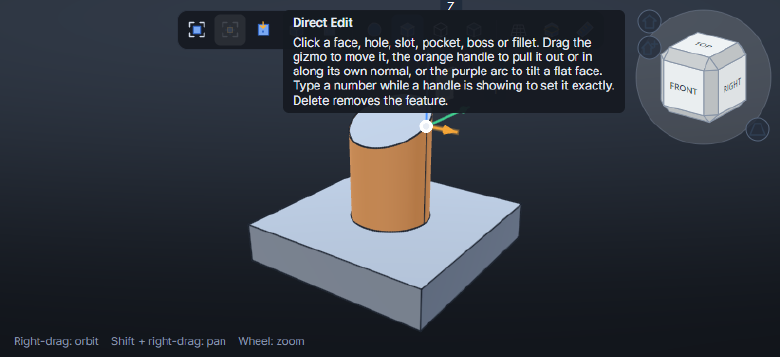 7
Direct Edit
Click a face, hole, slot, pocket, boss or fillet. Drag the
gizmo to move it, the orange handle to pull it out or in
along its own normal, or the purple arc to tilt a flat face.
Type a number while a handle is showing to set it exactly.
Delete removes the feature.
TOP
FRONT
RIGHT
Right-drag: orbit Shift + right-drag: pan Wheel: zoom